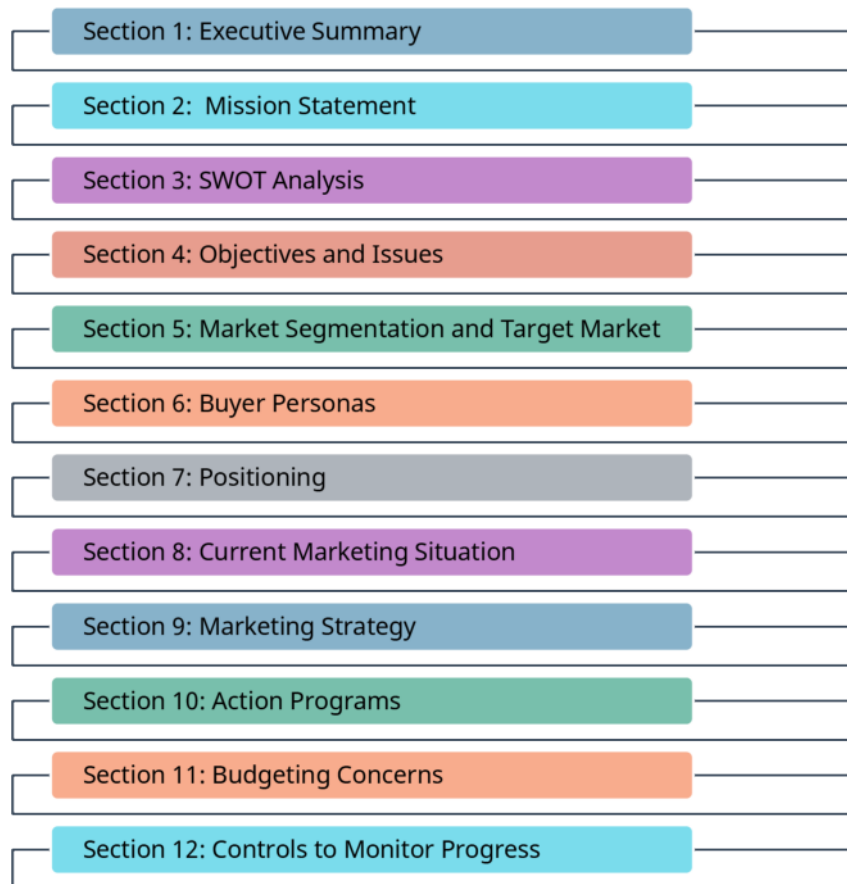 Section 1: Executive Summary
Section 2:  Mission Statement
Section 3: SWOT Analysis
Section 4: Objectives and Issues
Section 5: Market Segmentation and Target Market
Section 6: Buyer Personas
Section 7: Positioning
Section 8: Current Marketing Situation
Section 9: Marketing Strategy
Section 10: Action Programs
Section 11: Budgeting Concerns
Section 12: Controls to Monitor Progress